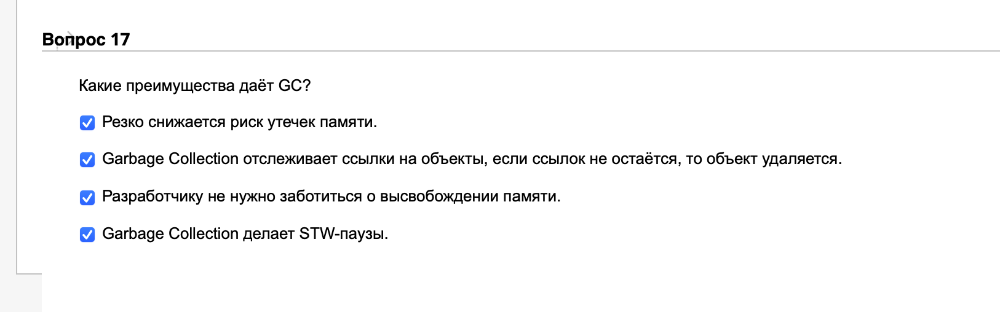 Вопрос 17
Какие преимущества даёт GC?
Резко снижается риск утечек памяти.
Garbage Collection отслеживает ссылки на объекты, если ссылок не остаётся, то объект удаляется.
Разработчику не нужно заботиться о высвобождении памяти.
Garbage Collection делает STW-паузы.